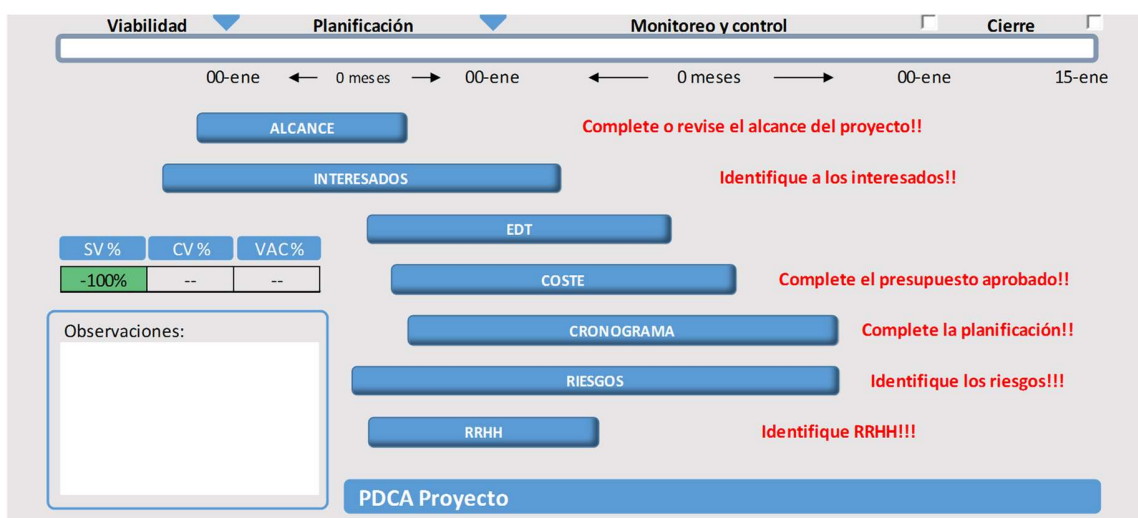 Viabilidad Planificación Monitoreo y control Cierre
00-ene 0 meses 00-ene 0 meses 00-ene 15-ene
ALCANCE Complete o revise el alcance del proyecto!!
INTERESADOS Identifique a los interesados!!
EDT
SV % CV % VAC %
-100% -- --
COSTE Complete el presupuesto aprobado!!
Observaciones:
CRONOGRAMA Complete la planificación!!
RIESGOS Identifique los riesgos!!!
RRHH Identifique RRHH!!!
PDCA Proyecto